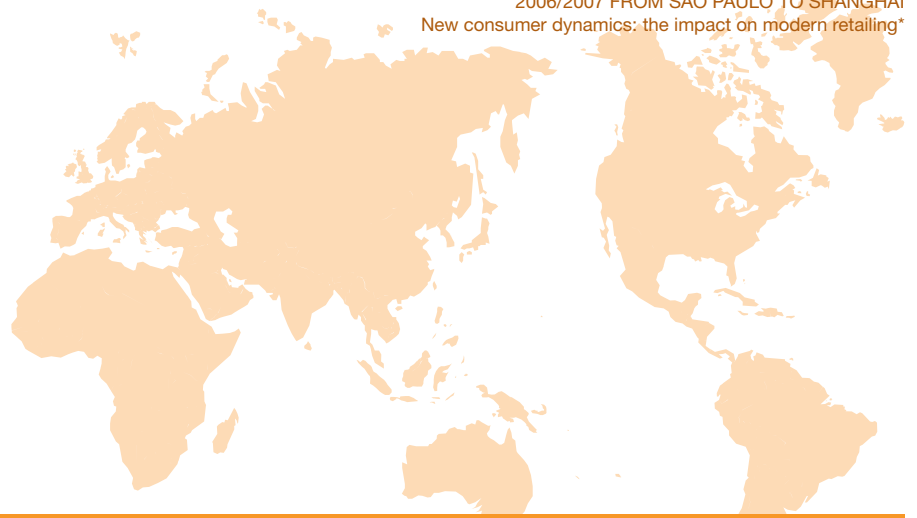 2006/2007 FROM SAO PAULO TO SHANGHAI
New consumer dynamics: the impact on modern retailing*